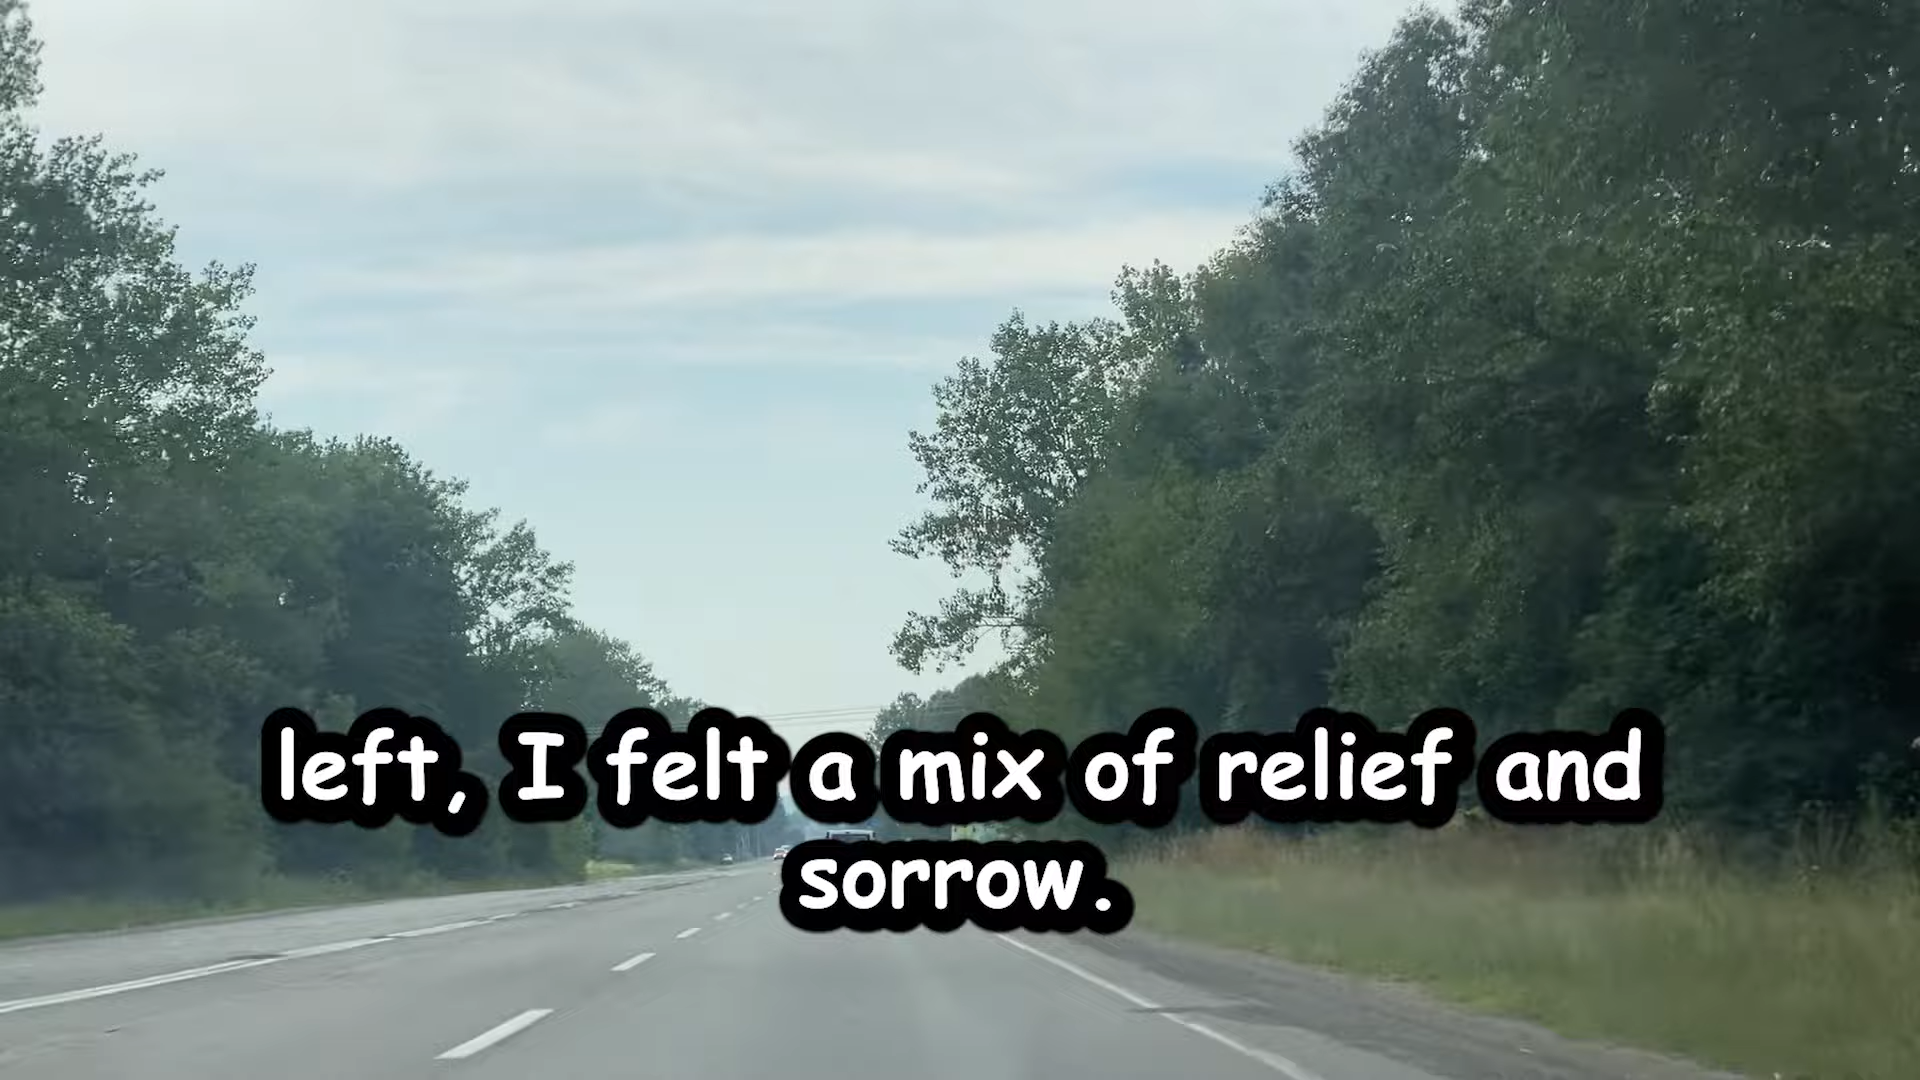 left, I felt a mix of relief and
sorrow.